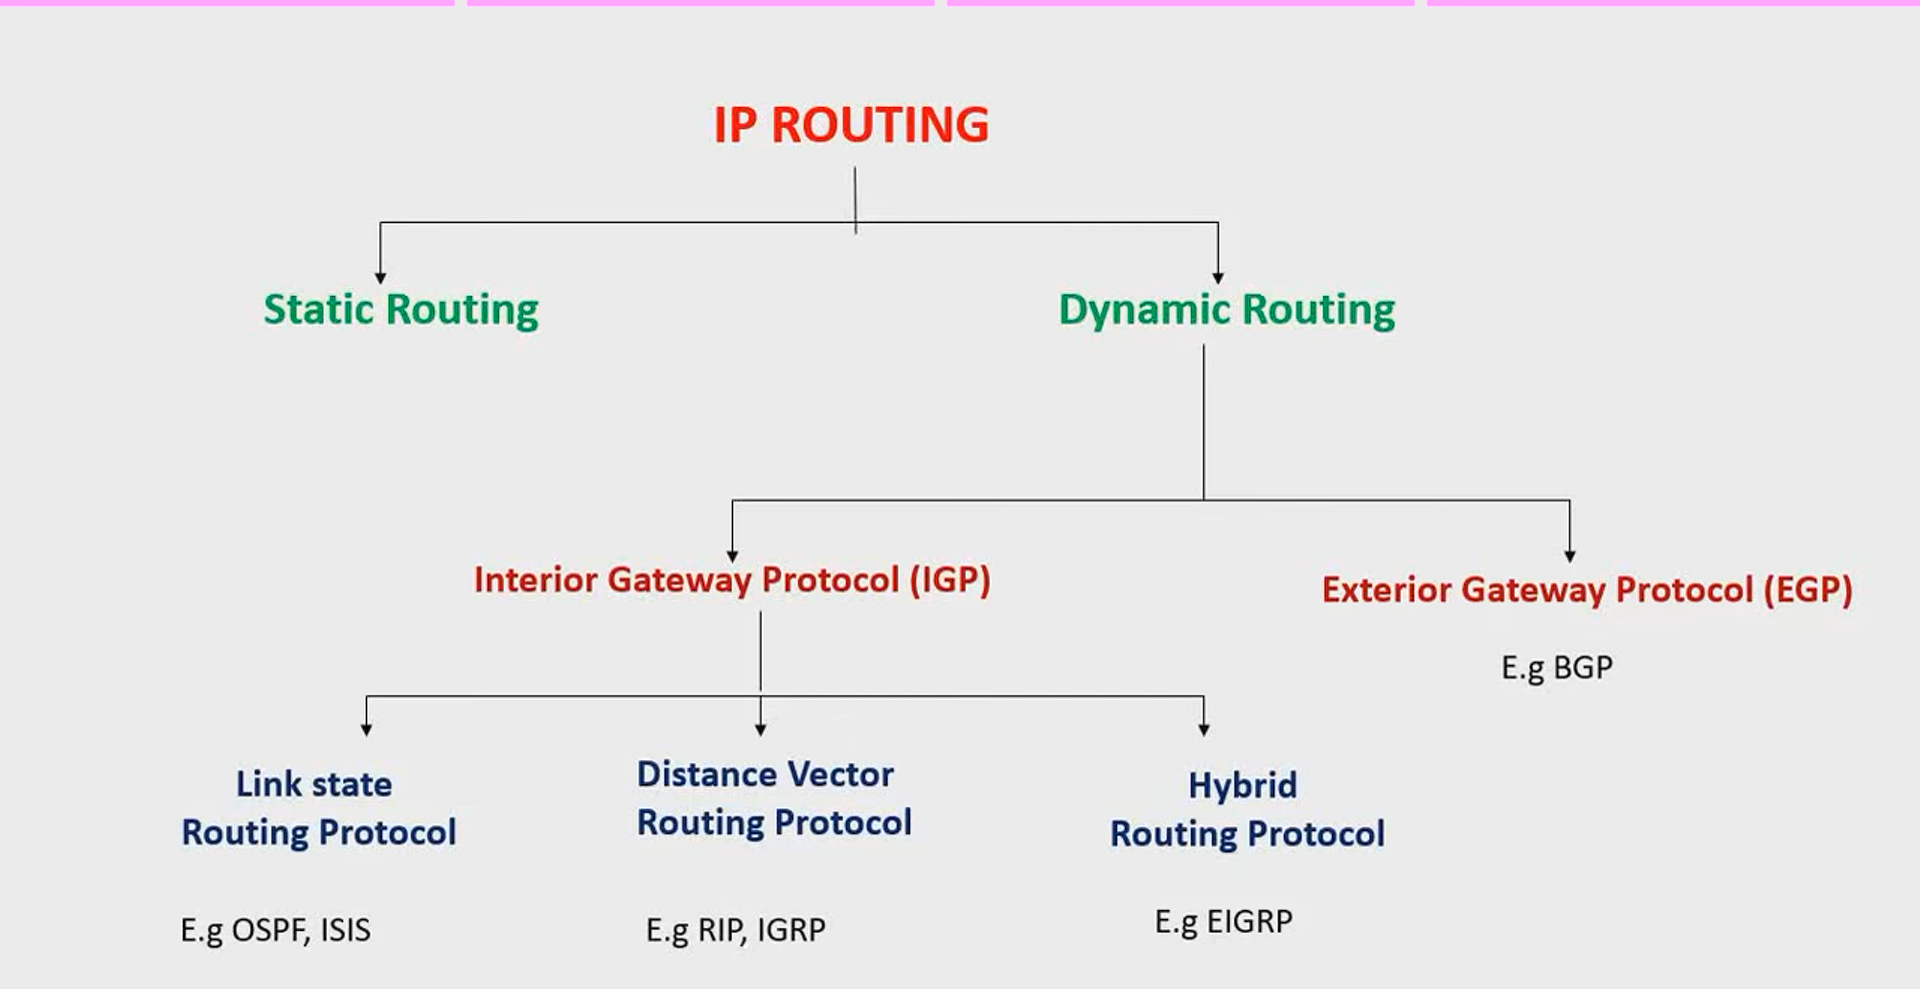 IP ROUTING
Static Routing
Dynamic Routing
Interior Gateway Protocol (IGP)
Exterior Gateway Protocol (EGP)
E.g BGP
Link state
Routing Protocol
E.g OSPF, ISIS
Distance Vector
Routing Protocol
E.g RIP, IGRP
Hybrid
Routing Protocol
E.g EIGRP